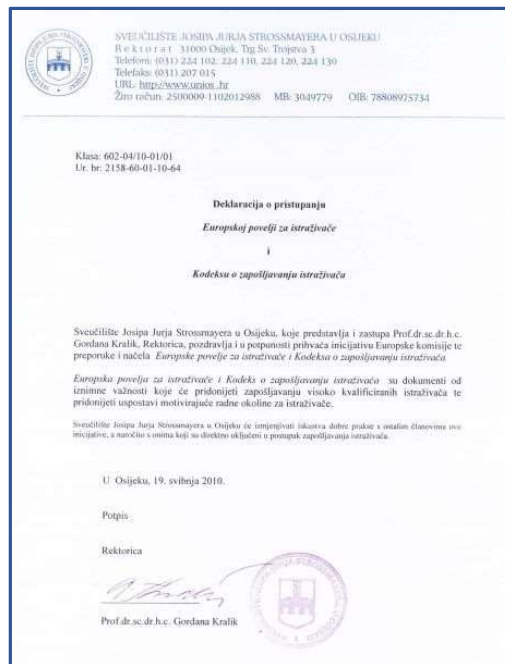 SVEUČILIŠTE JOSIPA JURJA STROSSMAYERA U OSIJEKU
Rektorat 31000 Osijek, Trg Sv. Trojstva 3
Telefoni: (031) 224 102, 224 110, 224 120, 224 130
Telefaks: (031) 207 015
URL: http://www.unios.hr
Žiro račun: 2500009-1102012988 MB: 3049779 OIB: 78808975734
Klasa: 602-04/10-01/01
Ur. br: 2158-60-01-10-64
Deklaracija o pristupanju
Europskoj povelji za istraživače
i
Kodeksu o zapošljavanju istraživača
Sveučilište Josipa Jurja Strossmayera u Osijeku, koje predstavlja i zastupa Prof.dr.sc.dr.h.c.
Gordana Kralik, Rektorica, pozdravlja i u potpunosti prihvaća inicijativu Europske komisije te
preporuke i načela Europske povelje za istraživače i Kodeksa o zapošljavanju istraživača
Europska povelja za istraživače i Kodeks o zapošljavanju istraživača su dokumenti od
iznimne važnosti koje će pridonijeti zapošljavanju visoko kvalificiranih istraživača te
pridonijeti uspostavi motivirajuće radne okoline za istraživače.
Sveučilište Josipa Jurja Strossmayera u Osijeku će izmjenjivati iskustva dobre prakse s ostalim članovima ove
inicijative, a naročito s onima koji su direktno uključeni u postupak zapošljavanja istraživača.
U Osijeku, 19. svibnja 2010.
Potpis
Rektorica
Prof.dr.sc.dr.h.c. Gordana Kralik